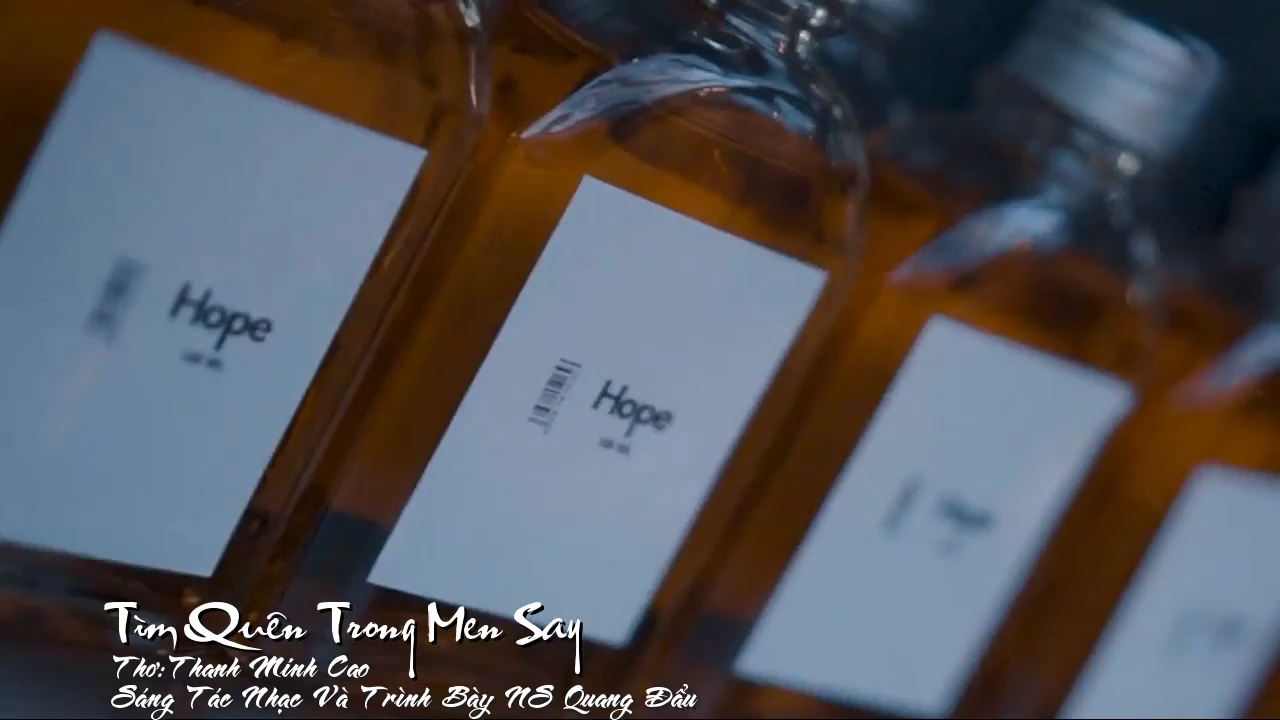 Hope
Hope
Hope
Tìm Quên Trong Men Say
Thơ: Thanh Minh Cao
Sáng Tác Nhạc Và Trình Bày NS Quang Đẩu